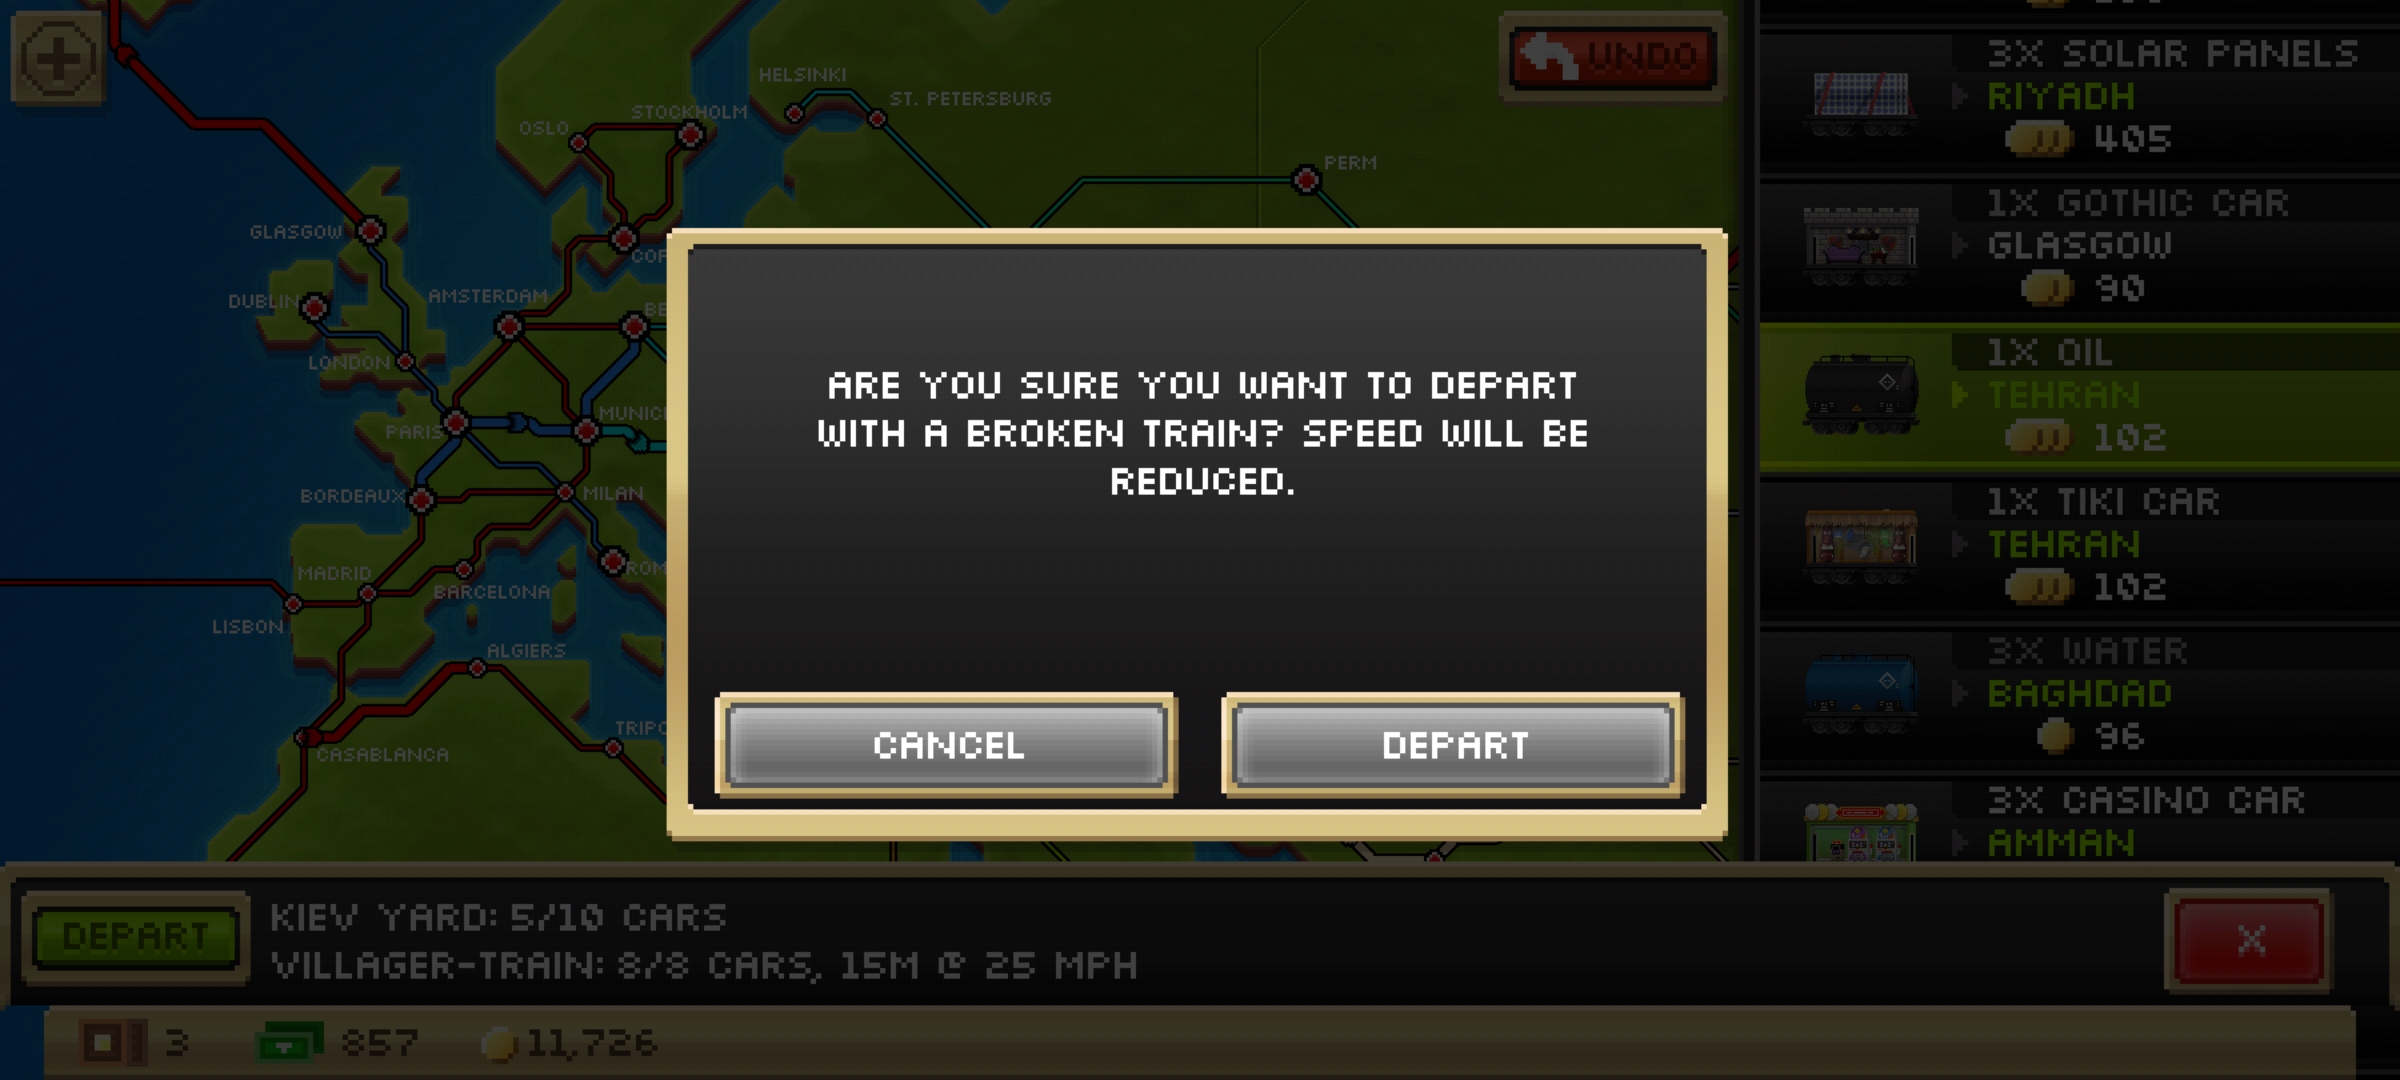 UNDO
HELSINKI
ST. PETERSBURG
STOCKHOLM
OSLO
PERM
GLASGOW
DUBLIN
AMSTERDAM
LONDON
PARIS
BORDEAUX
MILAN
MADRID
BARCELONA
LISBON
ALGIERS
CASABLANCA
3X SOLAR PANELS
RIYADH
405
1X GOTHIC CAR
GLASGOW
90
1X OIL
TEHRAN
102
1X TIKI CAR
TEHRAN
102
3X WATER
BAGHDAD
96
3X CASINO CAR
AMMAN
ARE YOU SURE YOU WANT TO DEPART
WITH A BROKEN TRAIN? SPEED WILL BE
REDUCED.
CANCEL
DEPART
DEPART
KIEV YARD: 5/10 CARS
VILLAGER-TRAIN: 8/8 CARS, 15M @ 25 MPH
X
3
857
11,726